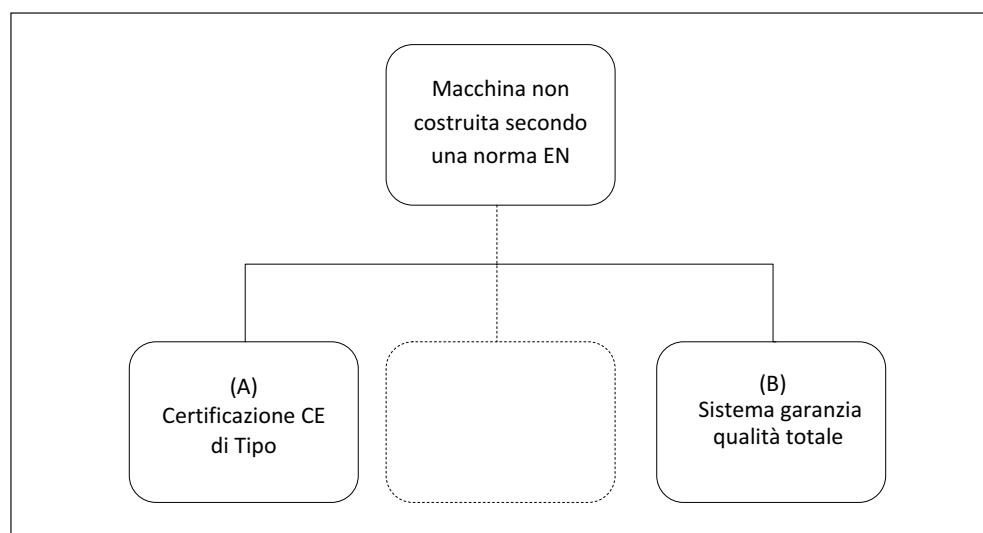 Macchina non
costruita secondo
una norma EN
(A)
Certificazione CE
di Tipo
(B)
Sistema garanzia
qualità totale